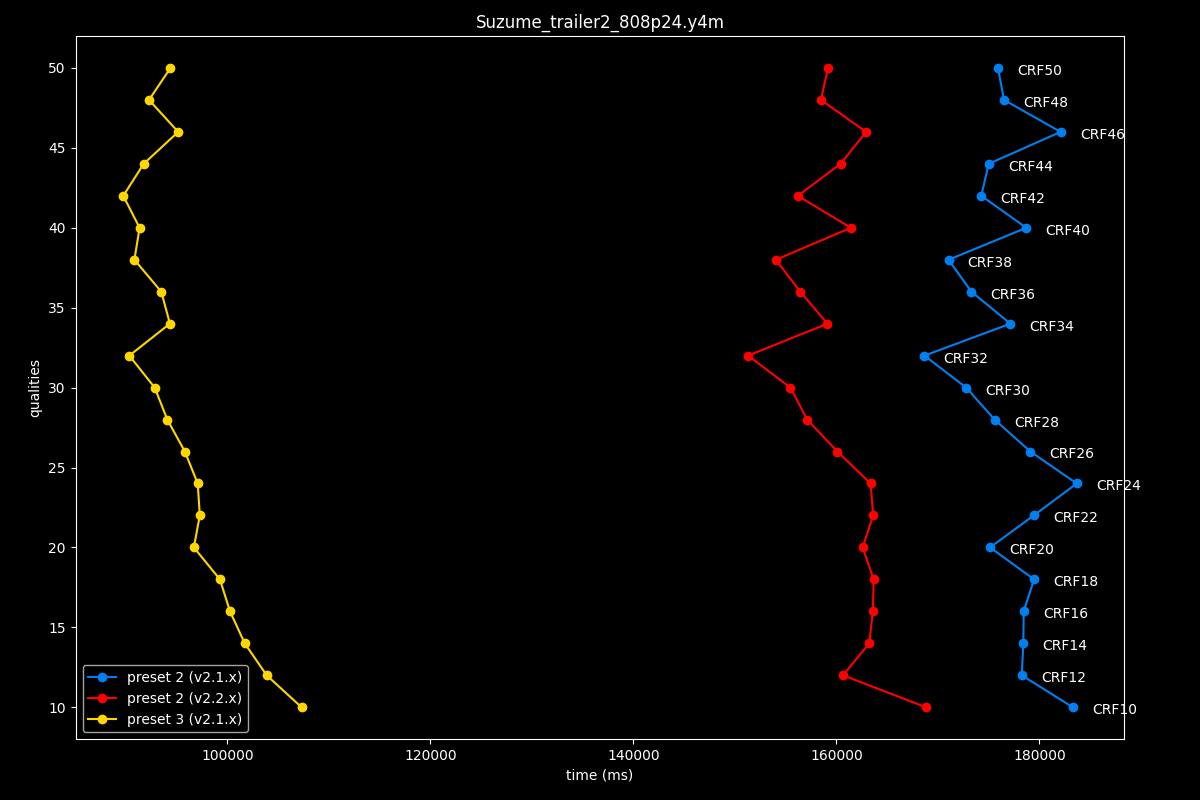 Suzume_trailer2_808p24.y4m
qualities
50
45
40
35
30
25
20
15
10
CRF50
CRF48
CRF46
CRF44
CRF42
CRF40
CRF38
CRF36
CRF34
CRF32
CRF30
CRF28
CRF26
CRF24
CRF22
CRF20
CRF18
CRF16
CRF14
CRF12
CRF10
preset 2 (v2.1.x)
preset 2 (v2.2.x)
preset 3 (v2.1.x)
100000 120000 140000 160000 180000
time (ms)